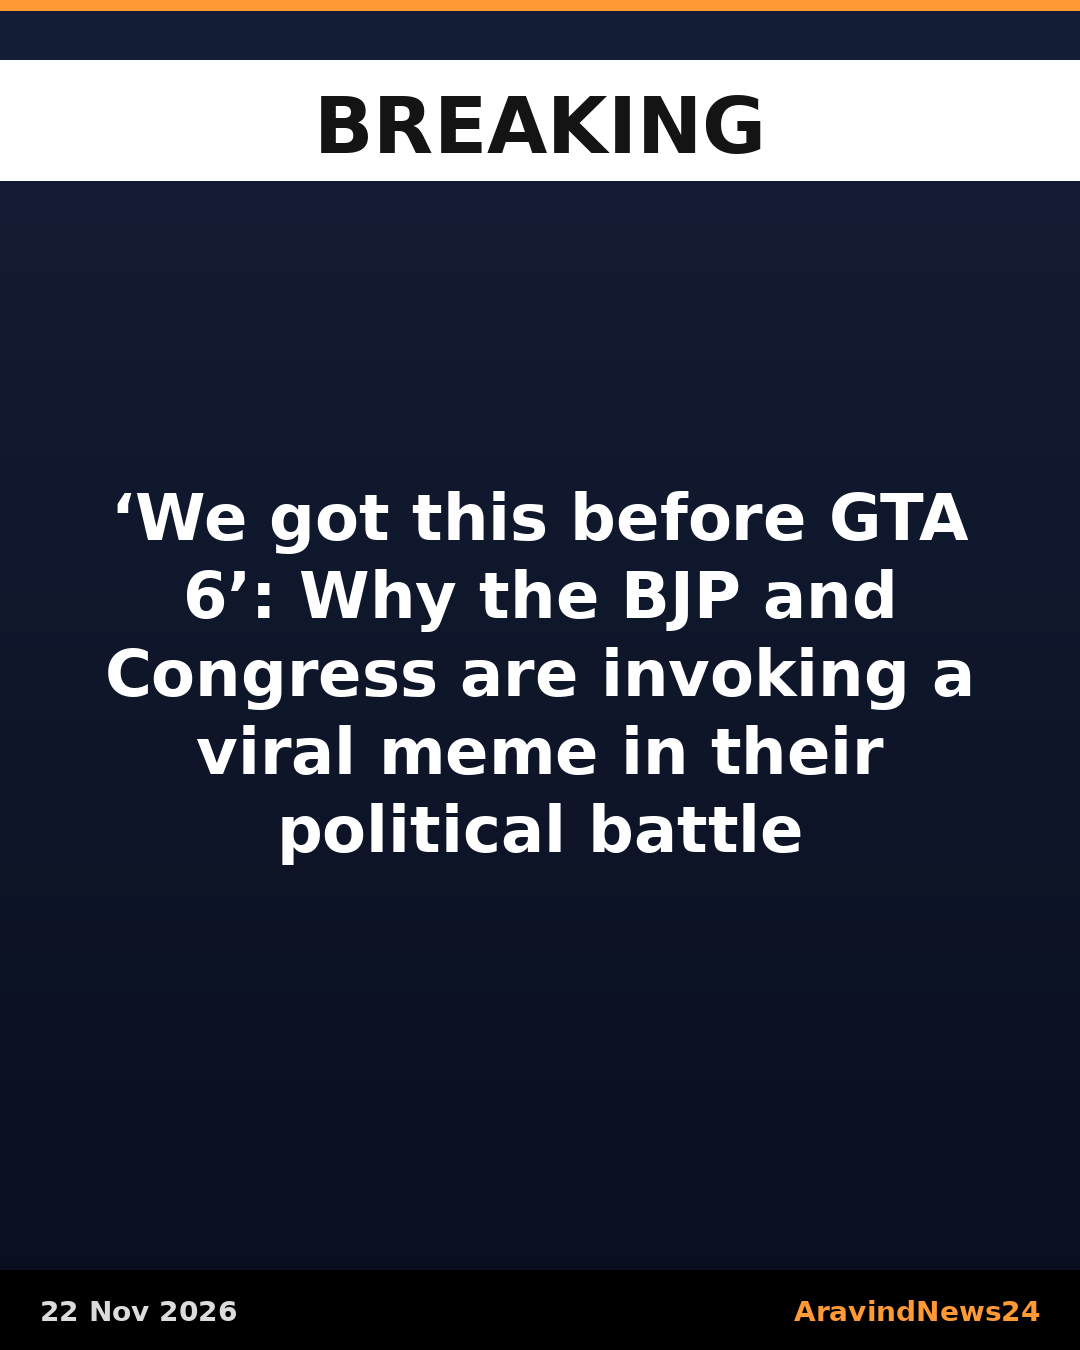 BREAKING
‘We got this before GTA
6’: Why the BJP and
Congress are invoking a
viral meme in their
political battle
22 Nov 2026
AravindNews24